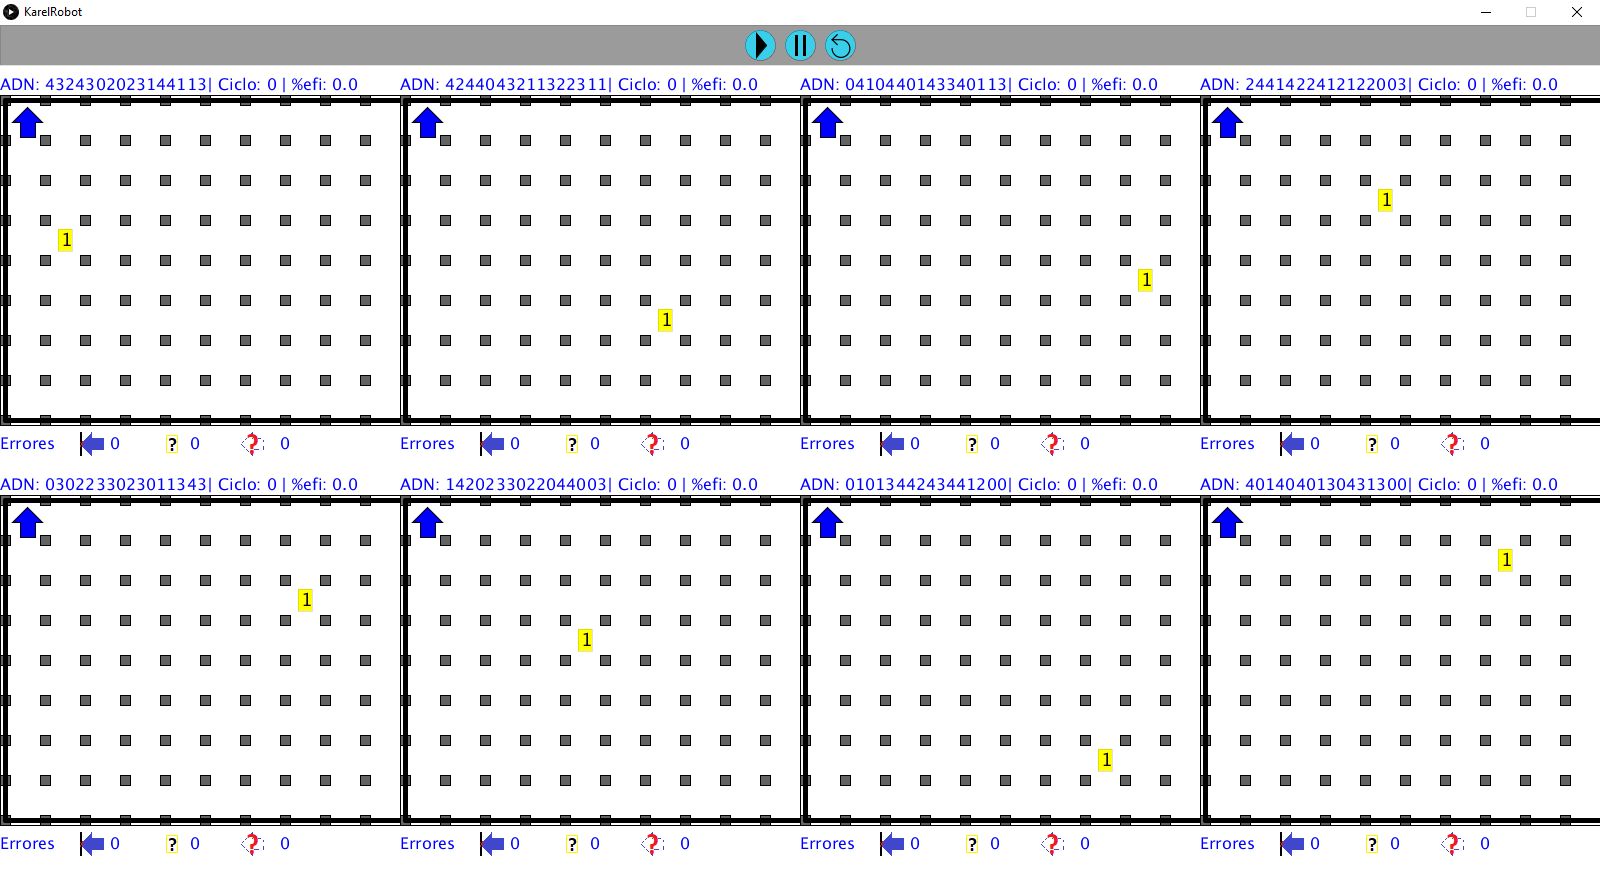 KarelRobot
ADN: 4324302023144113| Ciclo: 0 | %efi: 0.0
ADN: 4244043211322311| Ciclo: 0 | %efi: 0.0
ADN: 0410440143340113| Ciclo: 0 | %efi: 0.0
ADN: 2441422412122003| Ciclo: 0 | %efi: 0.0
1
1
1
1
Errores 0 ? 0 ? 0
Errores 0 ? 0 ? 0
Errores 0 ? 0 ? 0
Errores 0 ? 0 ? 0
ADN: 0302233023011343| Ciclo: 0 | %efi: 0.0
ADN: 1420233022044003| Ciclo: 0 | %efi: 0.0
ADN: 0101344243441200| Ciclo: 0 | %efi: 0.0
ADN: 4014040130431300| Ciclo: 0 | %efi: 0.0
1
1
1
1
Errores 0 ? 0 ? 0
Errores 0 ? 0 ? 0
Errores 0 ? 0 ? 0
Errores 0 ? 0 ? 0